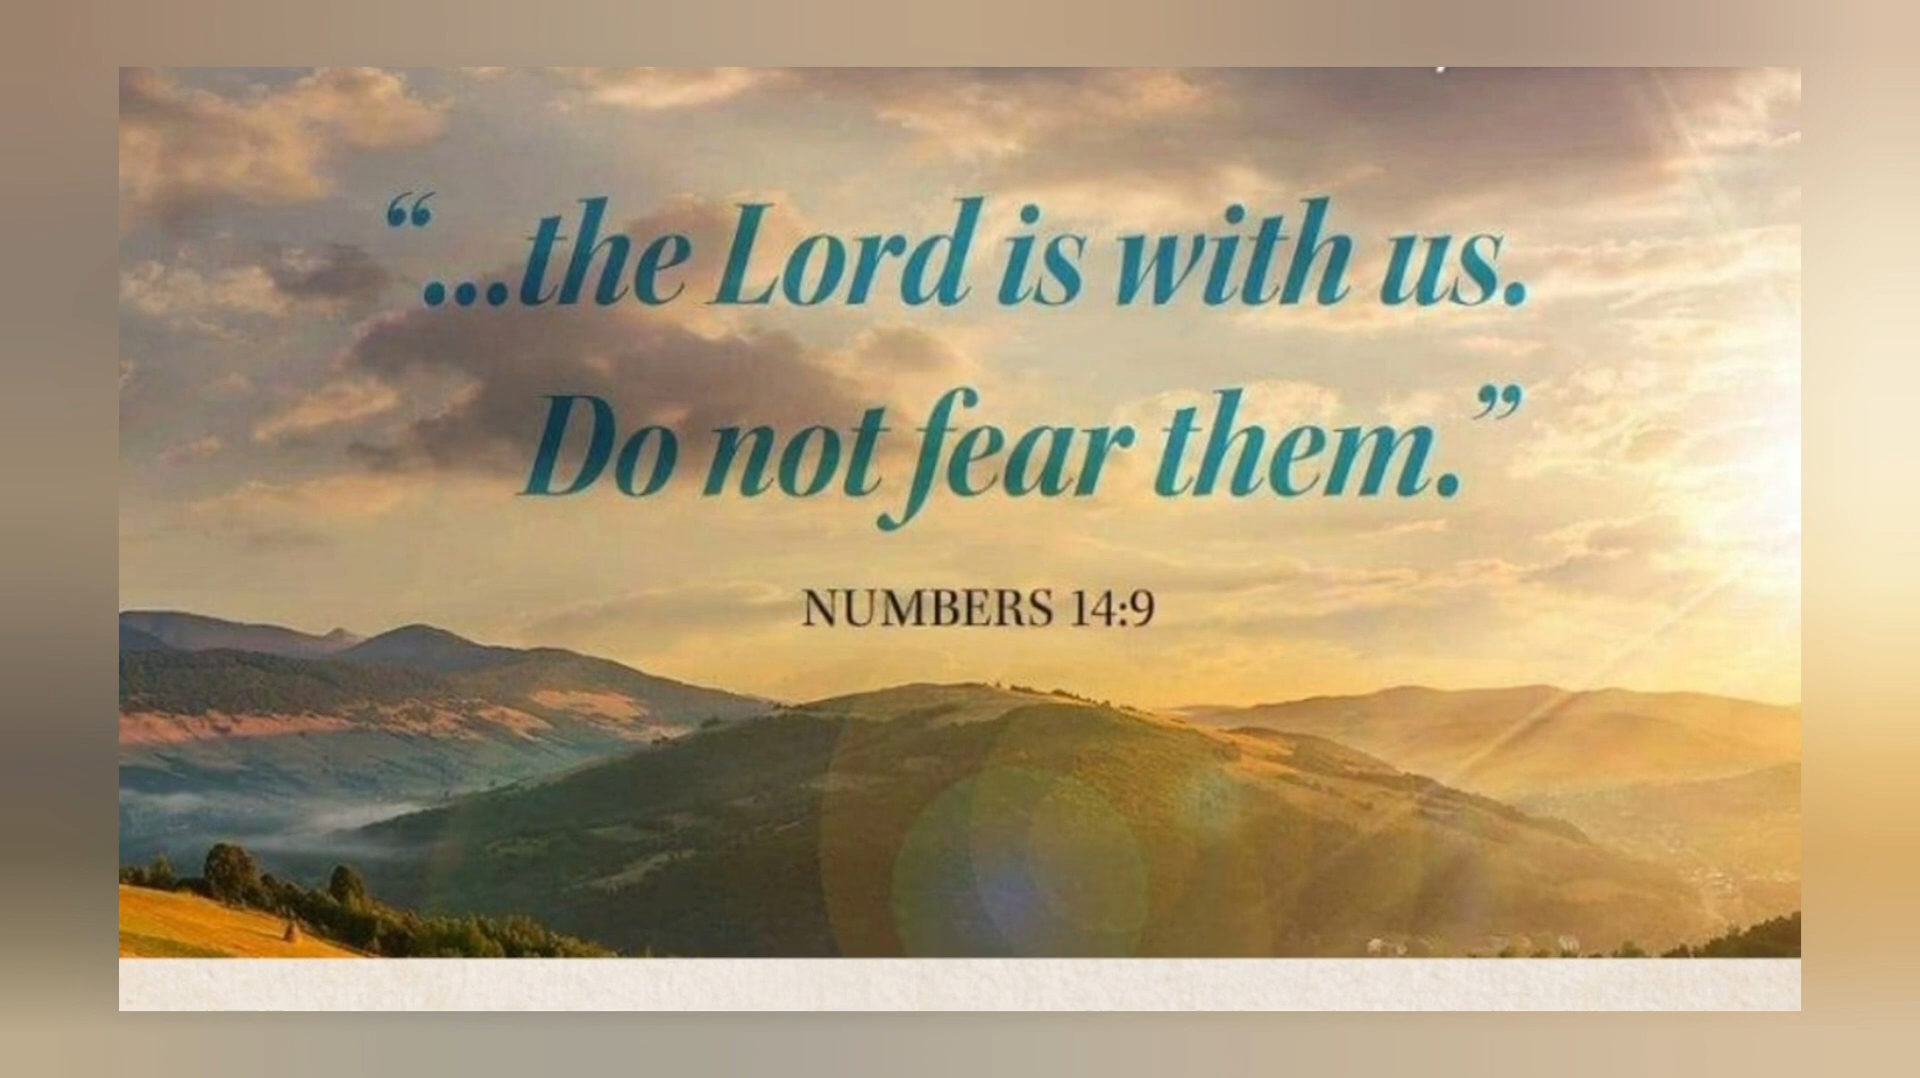 “...the Lord is with us.
Do not fear them.”
NUMBERS 14:9